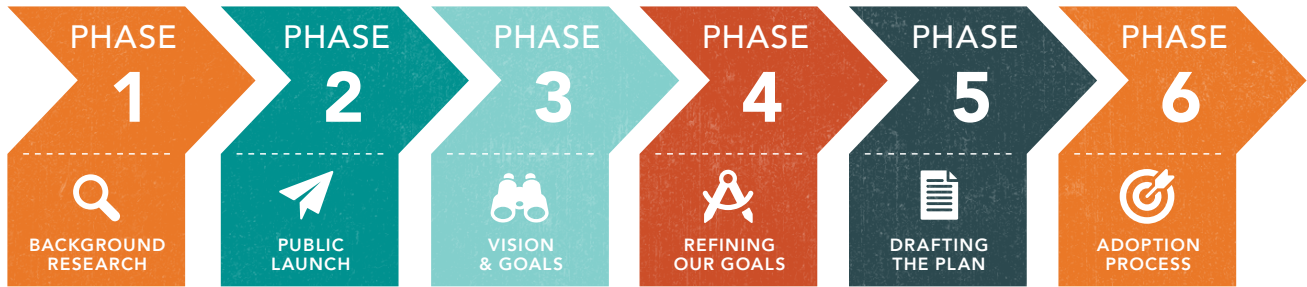 PHASE
1
BACKGROUND
RESEARCH
PHASE
2
PUBLIC
LAUNCH
PHASE
3
VISION
& GOALS
PHASE
4
REFINING
OUR GOALS
PHASE
5
DRAFTING
THE PLAN
PHASE
6
ADOPTION
PROCESS